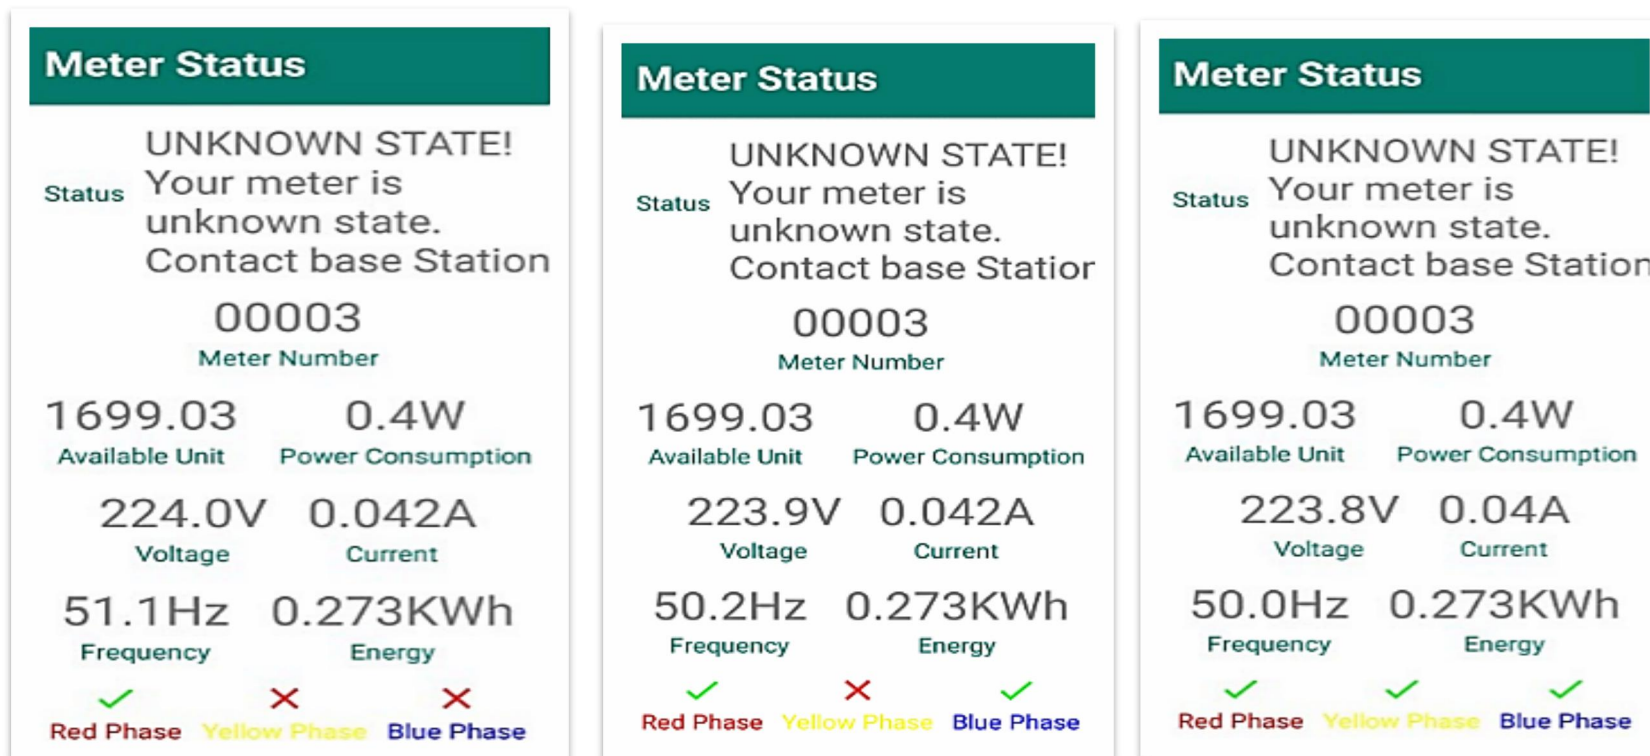 Meter Status
Status
UNKNOWN STATE!
Your meter is
unknown state.
Contact base Station
00003
Meter Number
1699.03 0.4W
Available Unit Power Consumption
224.0V 0.042A
Voltage Current
51.1Hz 0.273KWh
Frequency Energy
Red Phase Yellow Phase Blue Phase
Meter Status
Status
UNKNOWN STATE!
Your meter is
unknown state.
Contact base Station
00003
Meter Number
1699.03 0.4W
Available Unit Power Consumption
223.9V 0.042A
Voltage Current
50.2Hz 0.273KWh
Frequency Energy
Red Phase Yellow Phase Blue Phase
Meter Status
Status
UNKNOWN STATE!
Your meter is
unknown state.
Contact base Station
00003
Meter Number
1699.03 0.4W
Available Unit Power Consumption
223.8V 0.04A
Voltage Current
50.0Hz 0.273KWh
Frequency Energy
Red Phase Yellow Phase Blue Phase